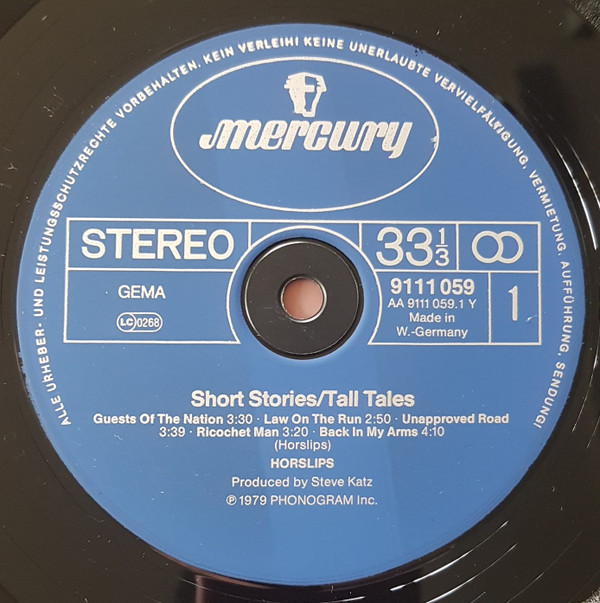 ALLE URHEBER- UND LEISTUNGSSCHUTZRECHTE VORBEHALTEN. KEIN VERLEIH! KEINE UNERLAUBTE VERVIELFÄLTIGUNG, VERMIETUNG, AUFFÜHRUNG, SENDUNG!
mercury
STEREO
33 1/3
GEMA
LC 0268
9111 059
AA 9111 059.1 Y
Made in
W.-Germany
1
Short Stories/Tall Tales
Guests Of The Nation 3:30 · Law On The Run 2:50 · Unapproved Road
3:39 · Ricochet Man 3:20 · Back In My Arms 4:10
(Horslips)
HORSLIPS
Produced by Steve Katz
℗ 1979 PHONOGRAM Inc.